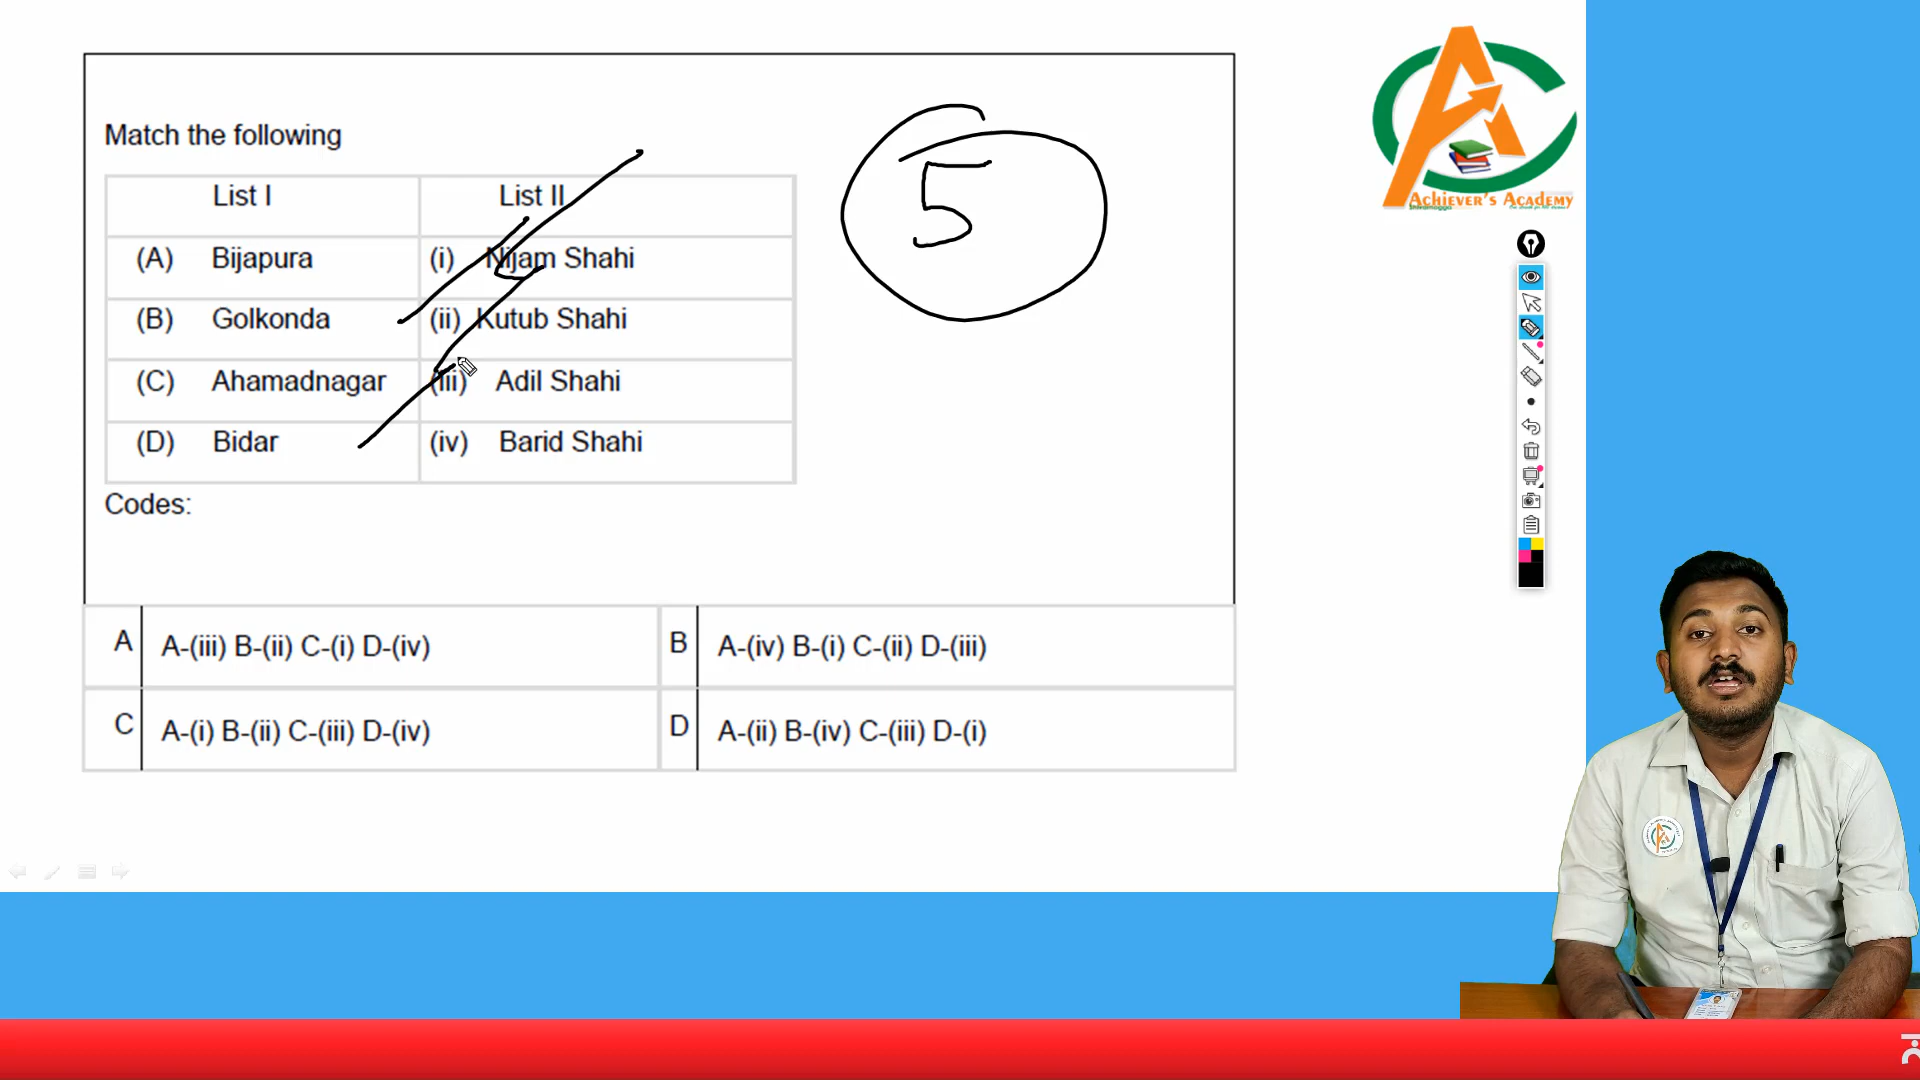 Match the following
List I List II
(A) Bijapura (i) Nijam Shahi
(B) Golkonda (ii) Kutub Shahi
(C) Ahamadnagar (iii) Adil Shahi
(D) Bidar (iv) Barid Shahi
Codes:
A A-(iii) B-(ii) C-(i) D-(iv)
B A-(iv) B-(i) C-(ii) D-(iii)
C A-(i) B-(ii) C-(iii) D-(iv)
D A-(ii) B-(iv) C-(iii) D-(i)
5
ACHIEVER'S ACADEMY
Shivamogga